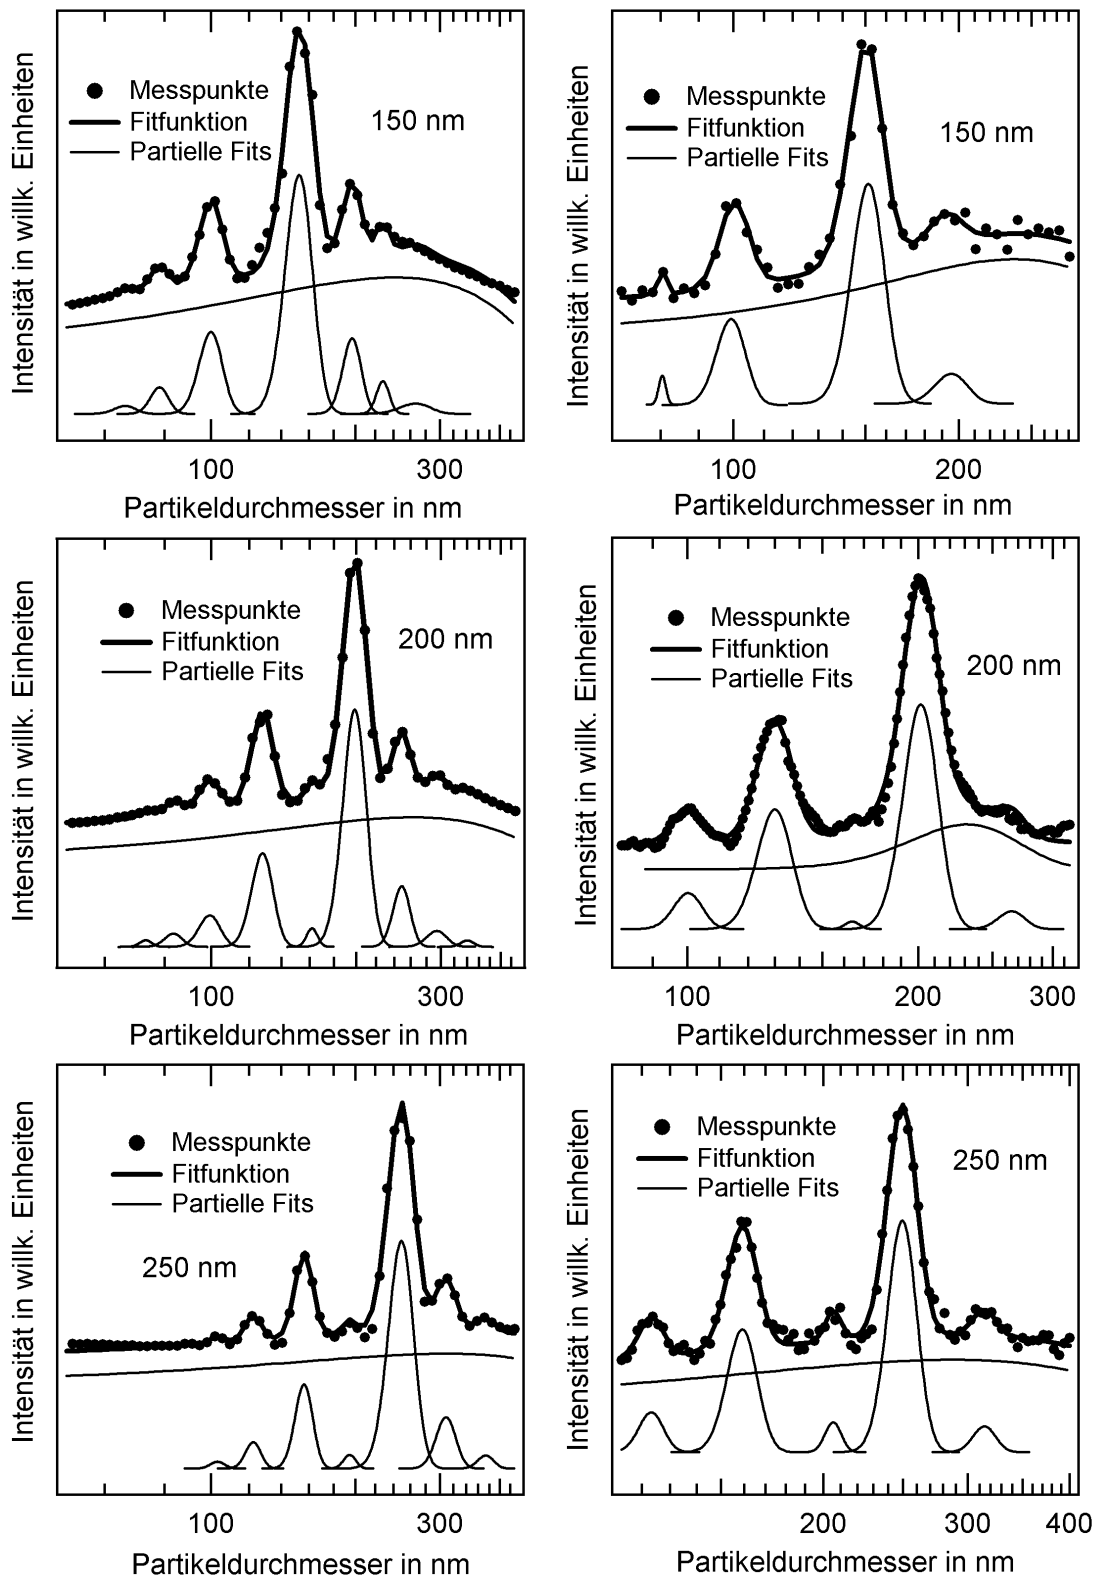 Intensität in willk. Einheiten
Messpunkte
Fitfunktion
Partielle Fits
150 nm
100 300
Partikeldurchmesser in nm
Intensität in willk. Einheiten
Messpunkte
Fitfunktion
Partielle Fits
150 nm
100 200
Partikeldurchmesser in nm
Intensität in willk. Einheiten
Messpunkte
Fitfunktion
Partielle Fits
200 nm
100 300
Partikeldurchmesser in nm
Intensität in willk. Einheiten
Messpunkte
Fitfunktion
Partielle Fits
200 nm
100 200 300
Partikeldurchmesser in nm
Intensität in willk. Einheiten
Messpunkte
Fitfunktion
Partielle Fits
250 nm
100 300
Partikeldurchmesser in nm
Intensität in willk. Einheiten
Messpunkte
Fitfunktion
Partielle Fits
250 nm
200 300 400
Partikeldurchmesser in nm